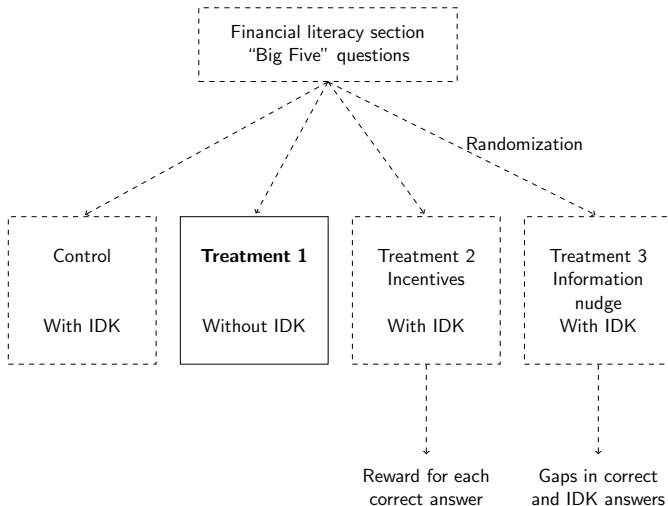 Financial literacy section
“Big Five” questions
Randomization
Control
With IDK
Treatment 1
Without IDK
Treatment 2
Incentives
With IDK
Treatment 3
Information
nudge
With IDK
Reward for each
correct answer
Gaps in correct
and IDK answers